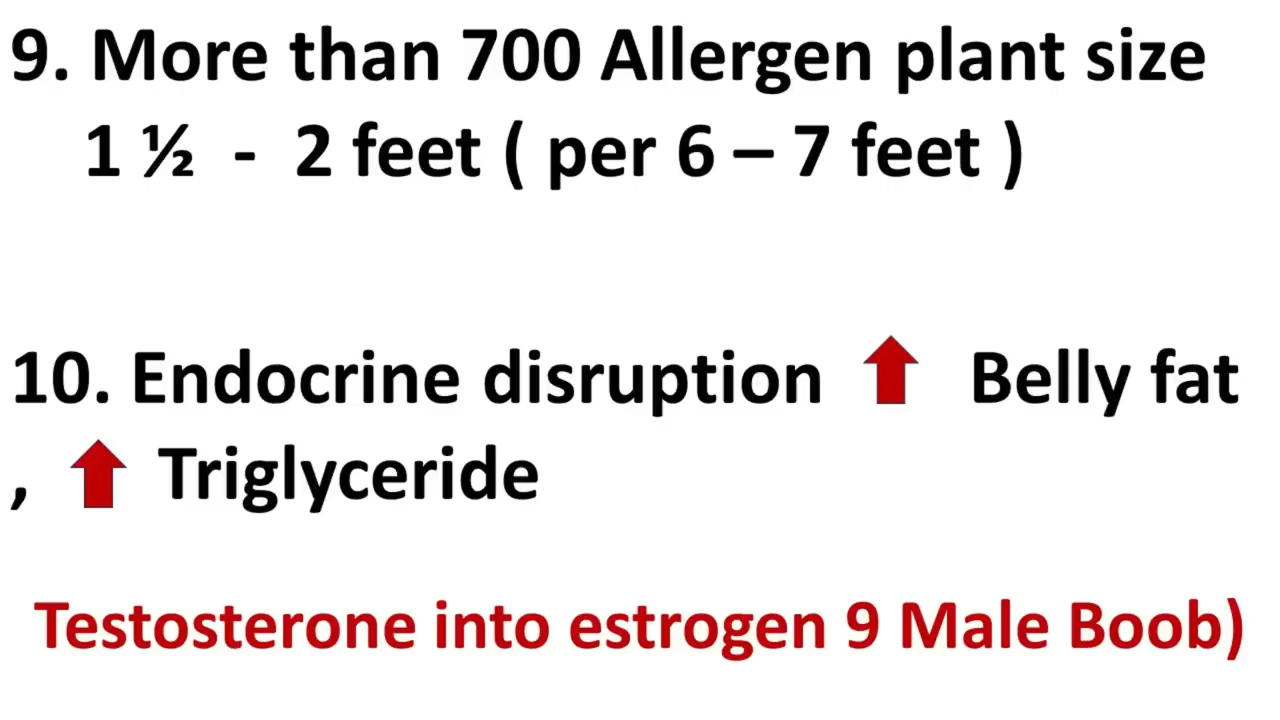 9. More than 700 Allergen plant size
1 ½ - 2 feet ( per 6 – 7 feet )
10. Endocrine disruption ⬆ Belly fat
, ⬆ Triglyceride
Testosterone into estrogen 9 Male Boob)